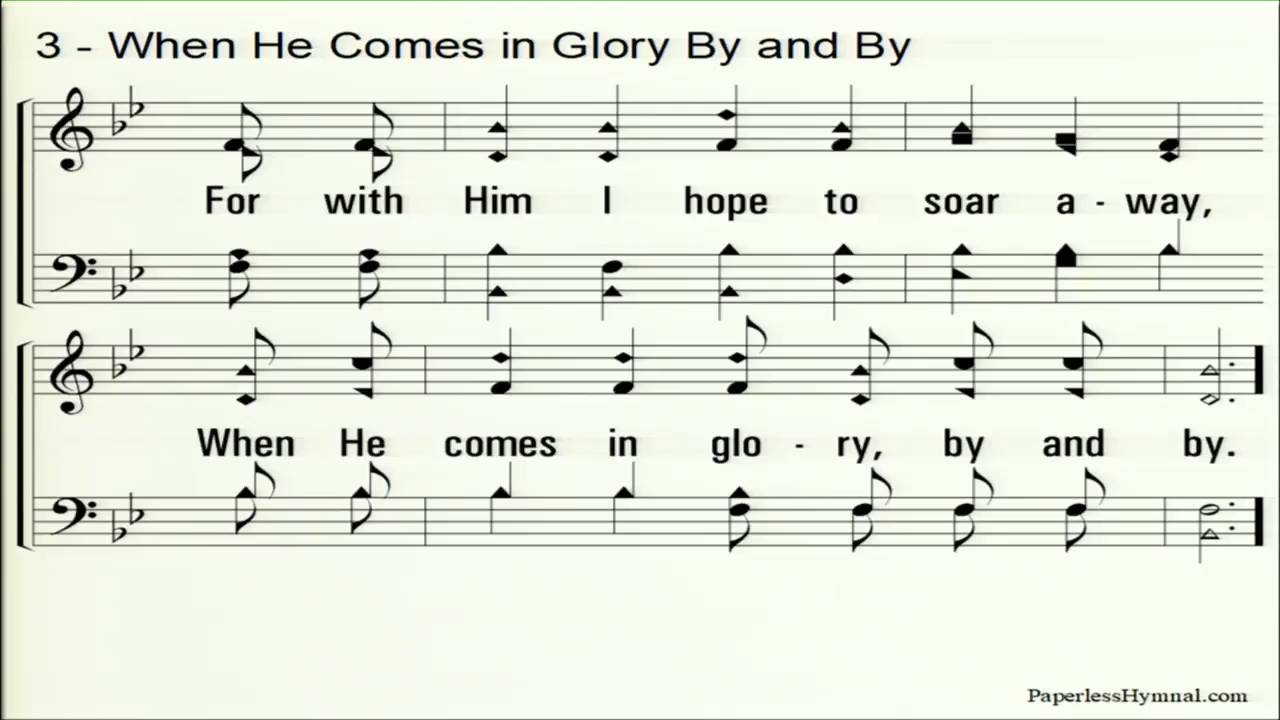 3 - When He Comes in Glory By and By
For with Him I hope to soar a - way,
When He comes in glo - ry, by and by.
PaperlessHymnal.com